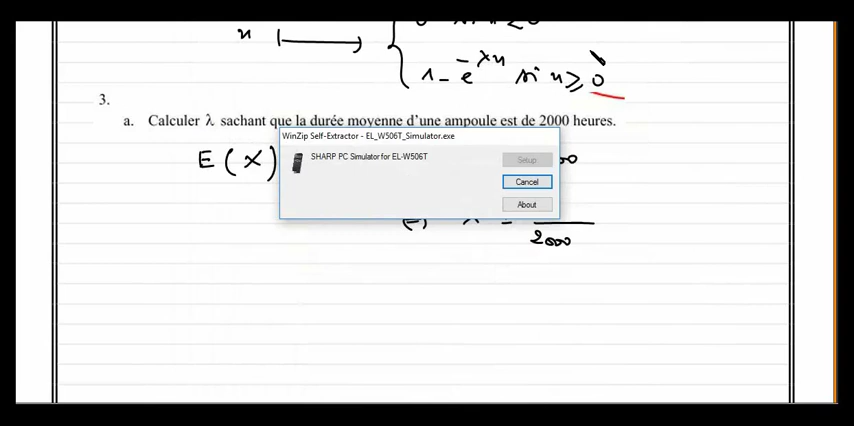 x ⟼ {
1 - e^-λx si x ≥ 0
3.
a. Calculer λ sachant que la durée moyenne d'une ampoule est de 2000 heures.
WinZip Self-Extractor - EL_W506T_Simulator.exe
SHARP PC Simulator for EL-W506T
Setup
Cancel
About
E(X)
2000